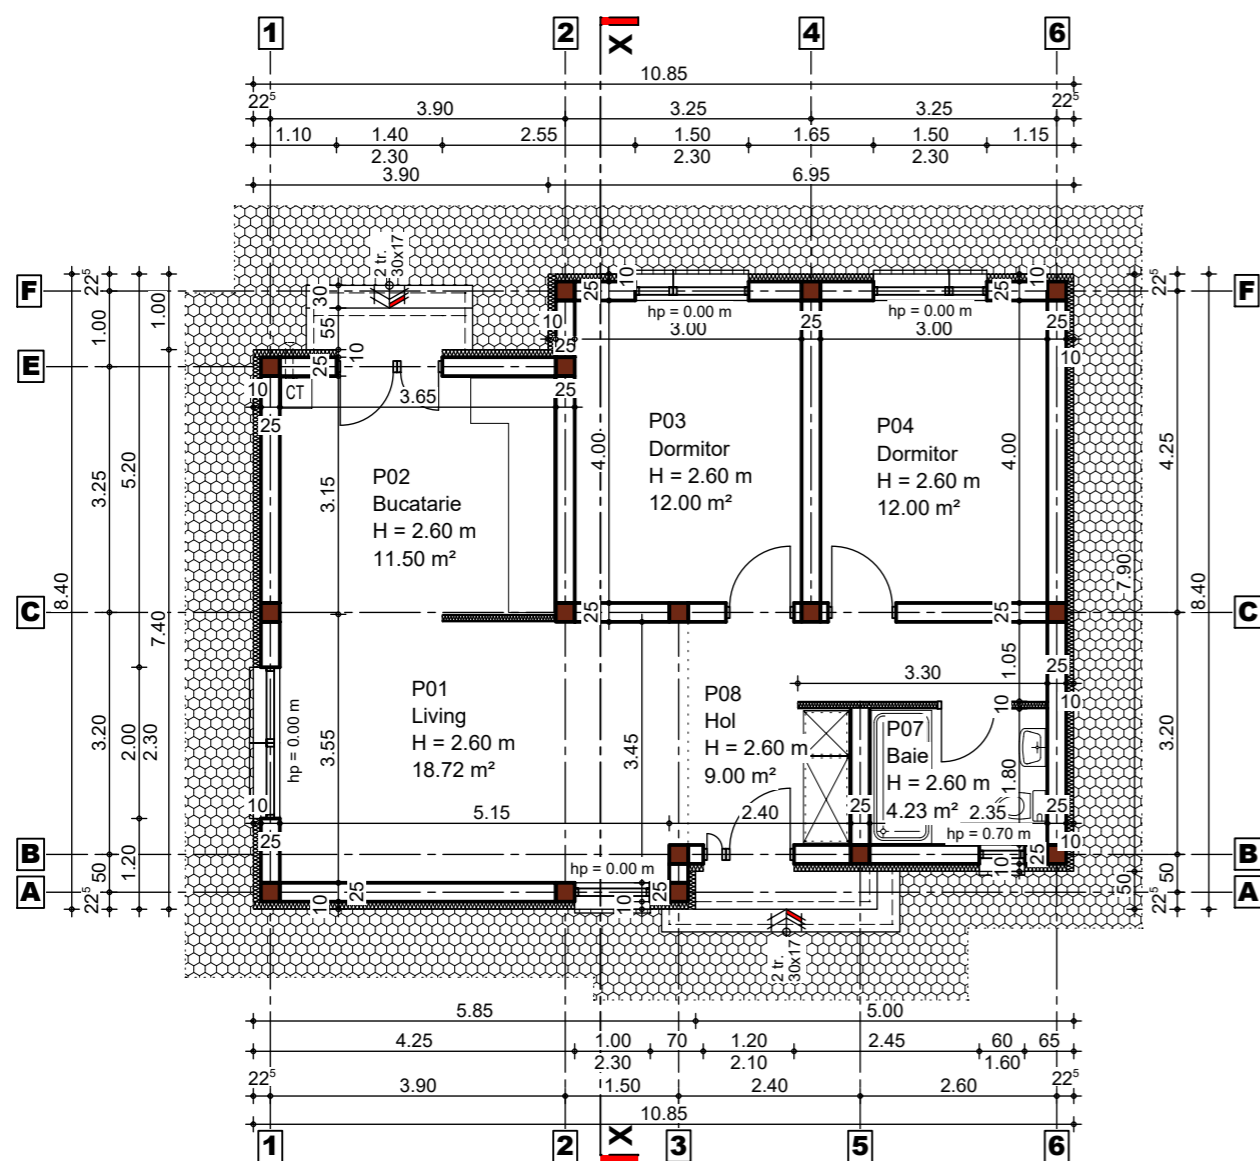 1 2 X 4 6
10.85
22⁵ 3.90 3.25 3.25 22⁵
1.10 1.40 2.55 1.50 1.65 1.50 1.15
2.30 2.30 2.30
3.90 6.95
2 tr.
30x17
F 22⁵ 30 10 25 25 10 22⁵ F
hp = 0.00 m hp = 0.00 m
1.00 1.00 55 10 3.00 25 3.00 25
E 25 10 25 10
10 CT 3.65 25
25
P03
Dormitor
H = 2.60 m
12.00 m²
4.00
P04
Dormitor
H = 2.60 m
12.00 m²
4.00
4.25
P02
Bucatarie
H = 2.60 m
11.50 m²
3.15
3.25 5.20
8.40 7.40 7.90 8.40
C 25 25 C
1.05 25
3.30
10 10
P01
Living
H = 2.60 m
18.72 m²
P08
Hol
H = 2.60 m
9.00 m²
P07
Baie
H = 2.60 m
4.23 m²
3.20 2.00 2.30 hp = 0.00 m 3.55 3.45 1.80 3.20
10 5.15 2.40 25 2.35 25
25 hp = 0.70 m 10
B 50 1.20 hp = 0.00 m 10 25 50 50 B
A 22⁵ 25 10 25 10 22⁵ A
2 tr.
30x17
5.85 5.00
4.25 1.00 70 1.20 2.45 60 65
2.30 2.10 1.60
22⁵ 3.90 1.50 2.40 2.60 22⁵
10.85
1 2 X 3 5 6